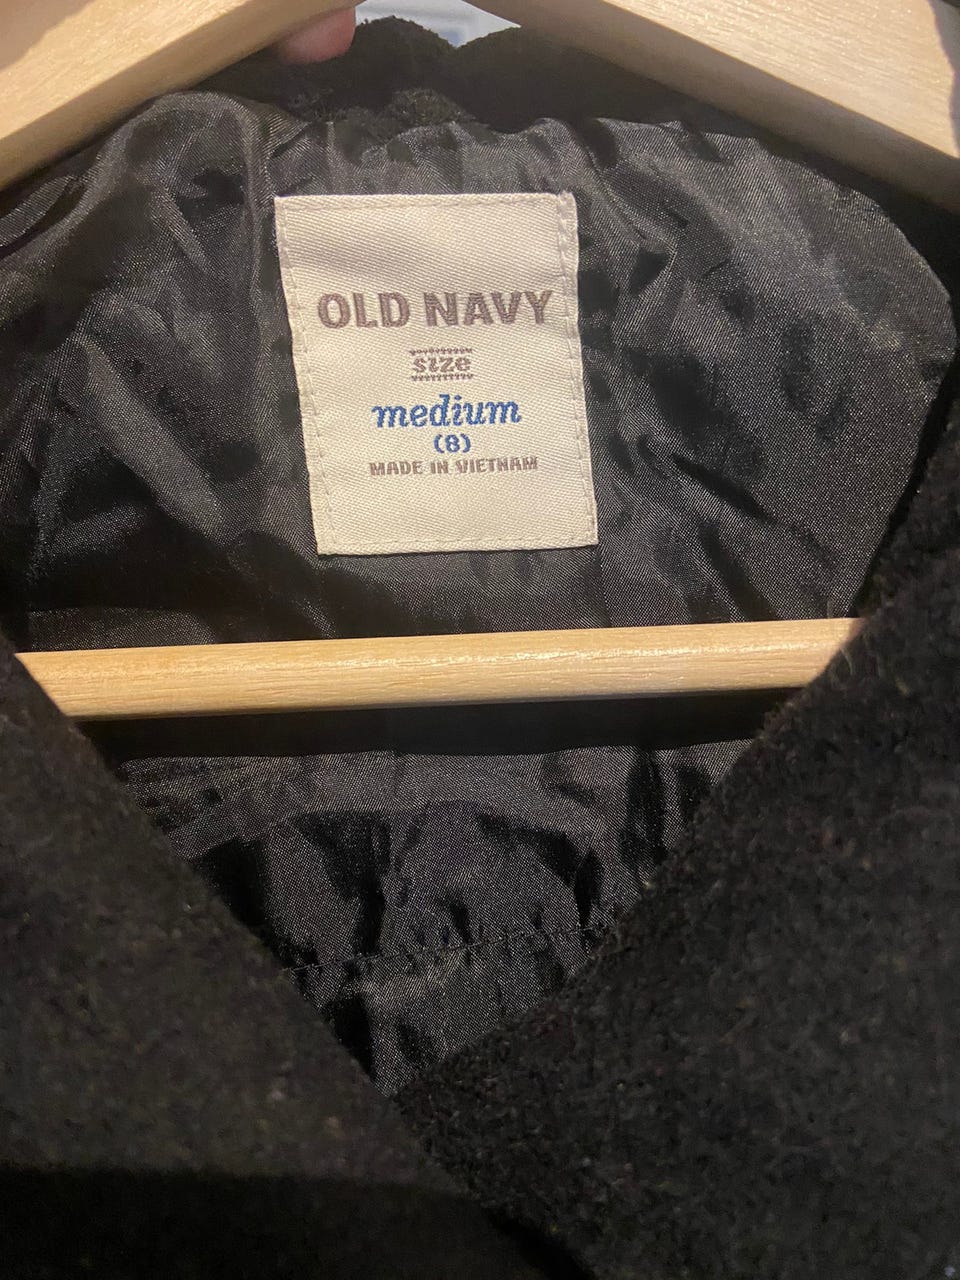 OLD NAVY
size
medium
(8)
MADE IN VIETNAM